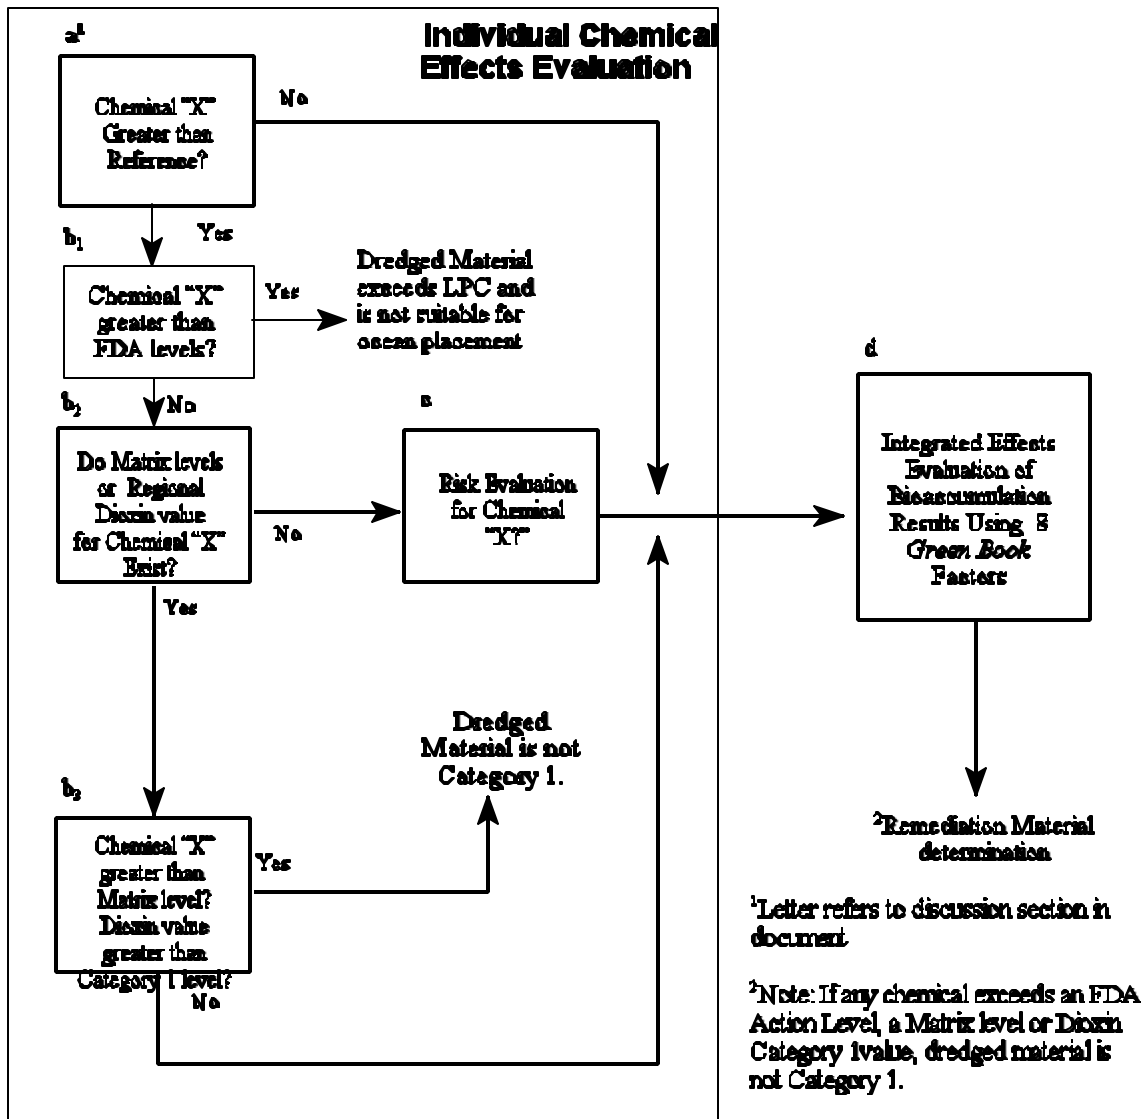 Individual Chemical
Effects Evaluation
a¹
Chemical "X"
Greater than
Reference?
No
Yes
b₁
Chemical "X"
greater than
FDA levels?
Yes
Dredged Material
exceeds LPC and
is not suitable for
ocean placement
No
b₂
Do Matrix levels
or Regional
Dioxin value
for Chemical "X"
Exist?
No
Yes
c
Risk Evaluation
for Chemical
"X?"
d
Integrated Effects
Evaluation of
Bioaccumulation
Results Using 8
Green Book
Factors
Dredged
Material is not
Category 1.
b₃
Chemical "X"
greater than
Matrix level?
Dioxin value
greater than
Category 1 level?
Yes
No
²Remediation Material
determination
¹Letter refers to discussion section in
document
²Note: If any chemical exceeds an FDA
Action Level, a Matrix level or Dioxin
Category 1value, dredged material is
not Category 1.